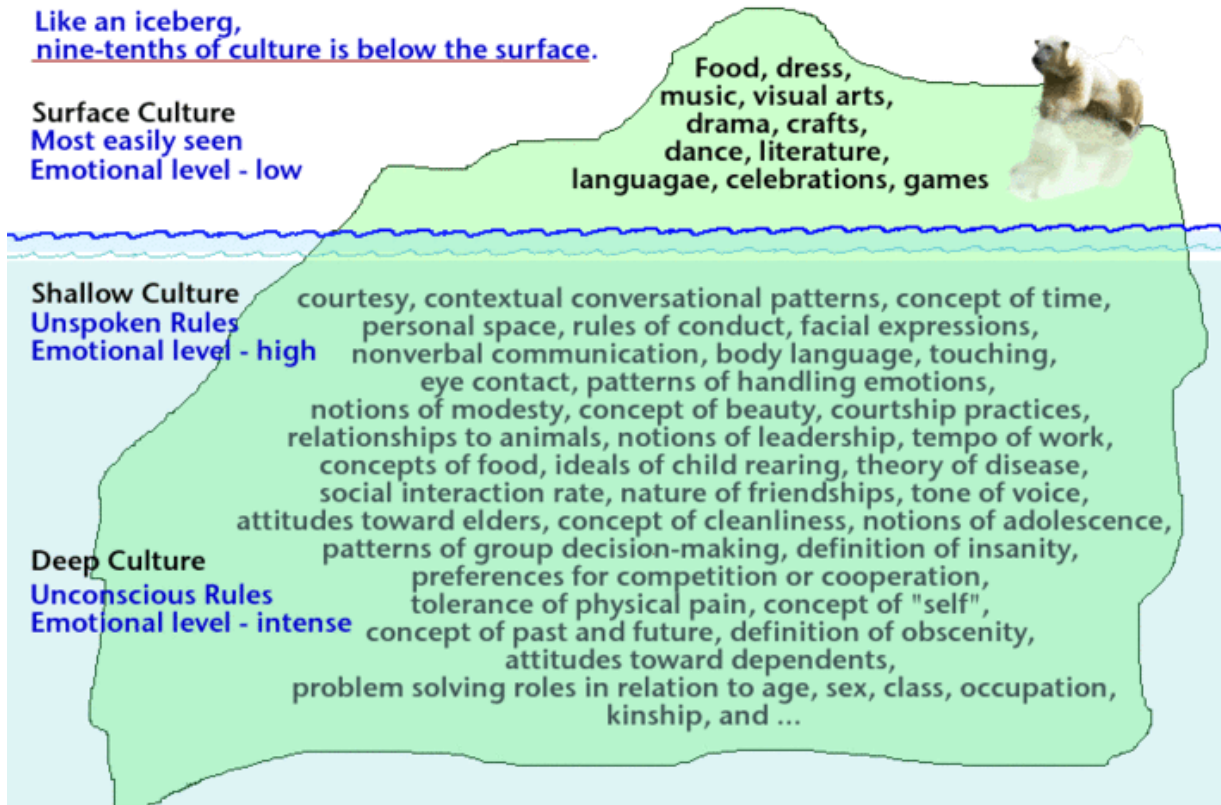 Like an iceberg,
nine-tenths of culture is below the surface.
Surface Culture
Most easily seen
Emotional level - low
Food, dress,
music, visual arts,
drama, crafts,
dance, literature,
languagae, celebrations, games
Shallow Culture
Unspoken Rules
Emotional level - high
courtesy, contextual conversational patterns, concept of time,
personal space, rules of conduct, facial expressions,
nonverbal communication, body language, touching,
eye contact, patterns of handling emotions,
notions of modesty, concept of beauty, courtship practices,
relationships to animals, notions of leadership, tempo of work,
concepts of food, ideals of child rearing, theory of disease,
social interaction rate, nature of friendships, tone of voice,
attitudes toward elders, concept of cleanliness, notions of adolescence,
patterns of group decision-making, definition of insanity,
preferences for competition or cooperation,
tolerance of physical pain, concept of "self",
concept of past and future, definition of obscenity,
attitudes toward dependents,
problem solving roles in relation to age, sex, class, occupation,
kinship, and ...
Deep Culture
Unconscious Rules
Emotional level - intense